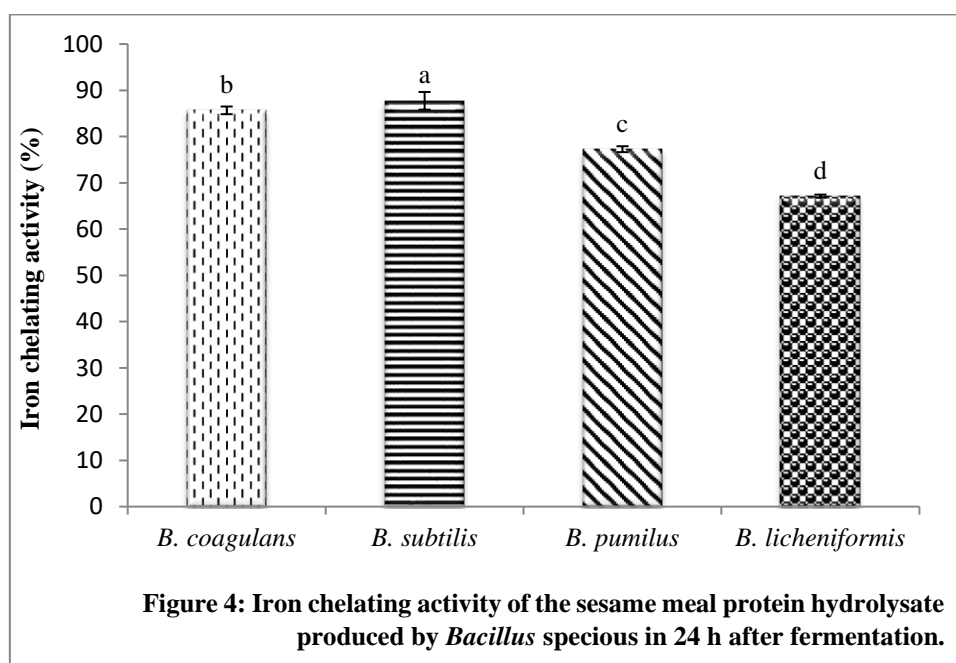 100
90
80
70
60
50
40
30
20
10
0
Iron chelating activity (%)
b
a
c
d
B. coagulans
B. subtilis
B. pumilus
B. licheniformis
Figure 4: Iron chelating activity of the sesame meal protein hydrolysate
produced by Bacillus specious in 24 h after fermentation.